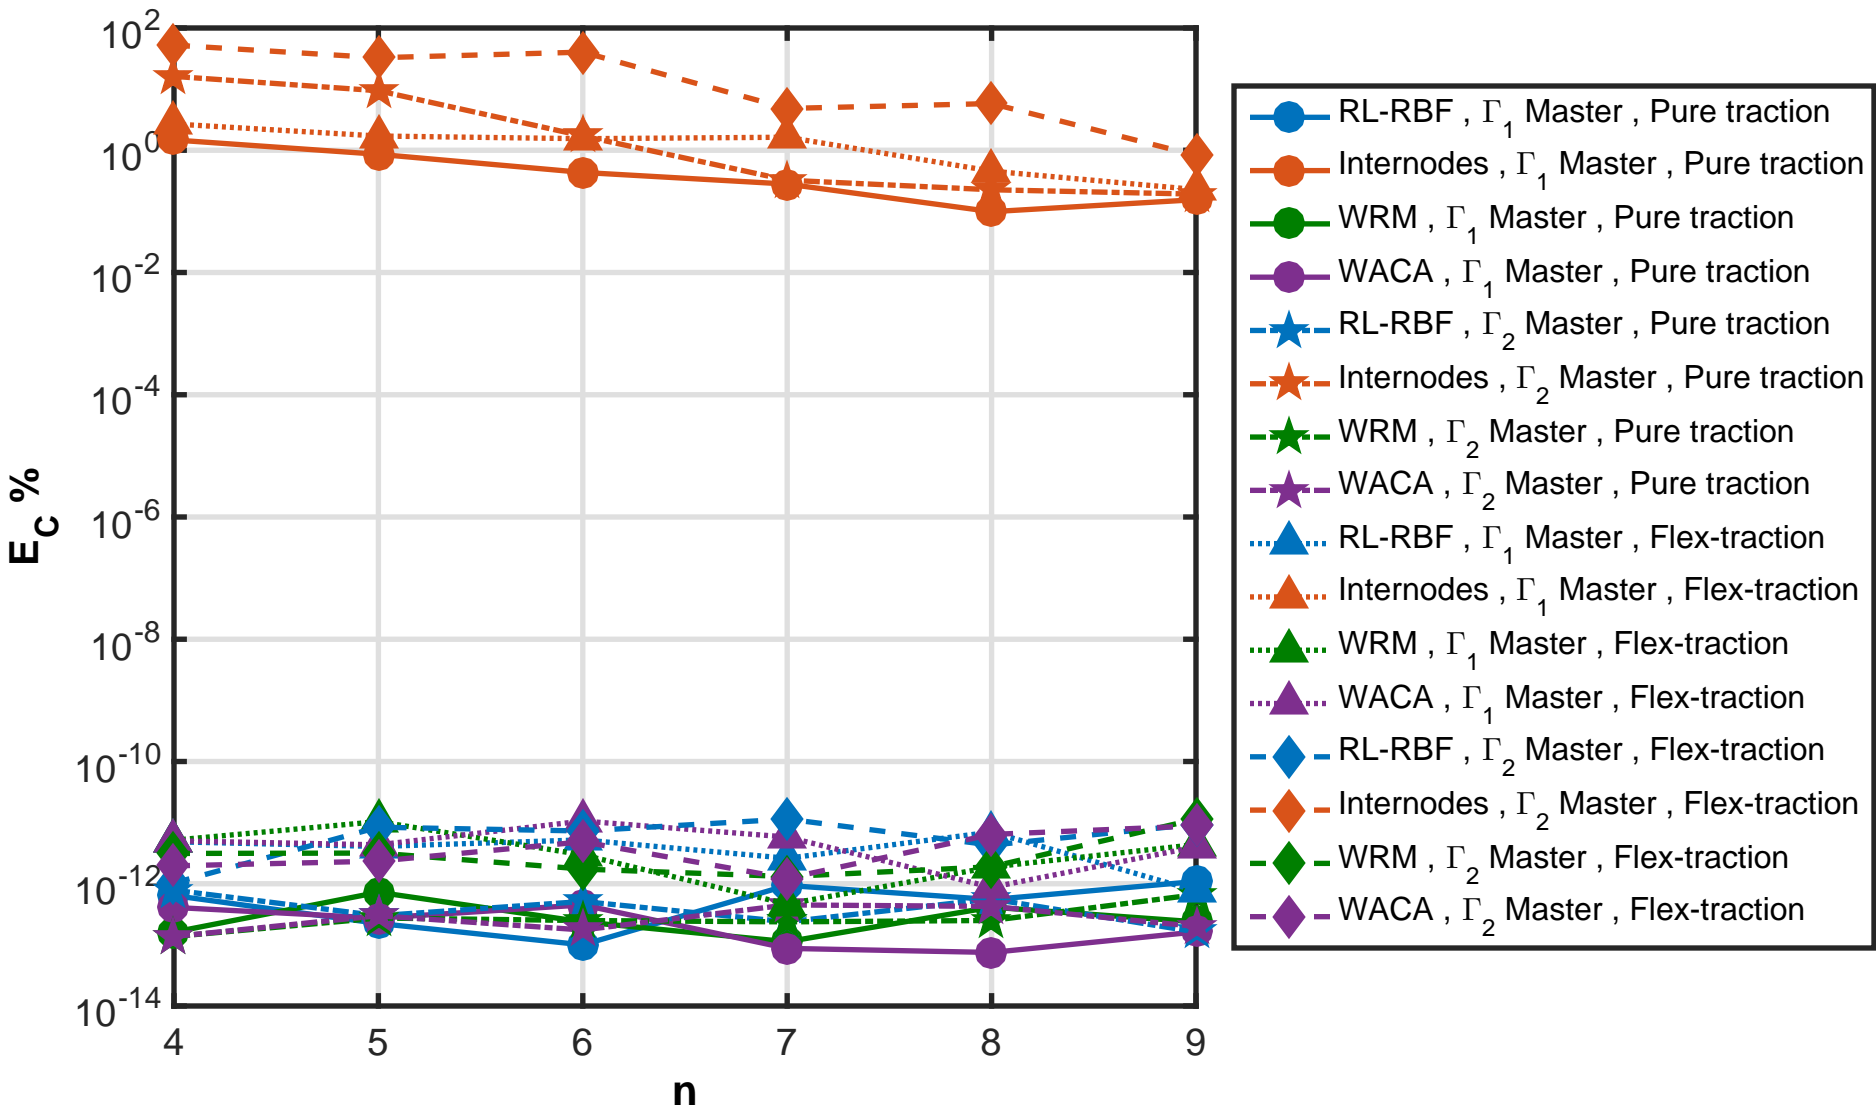 10^2
10^0
10^-2
10^-4
10^-6
10^-8
10^-10
10^-12
10^-14
E_C %
4 5 6 7 8 9
n
RL-RBF , Γ_1 Master , Pure traction
Internodes , Γ_1 Master , Pure traction
WRM , Γ_1 Master , Pure traction
WACA , Γ_1 Master , Pure traction
RL-RBF , Γ_2 Master , Pure traction
Internodes , Γ_2 Master , Pure traction
WRM , Γ_2 Master , Pure traction
WACA , Γ_2 Master , Pure traction
RL-RBF , Γ_1 Master , Flex-traction
Internodes , Γ_1 Master , Flex-traction
WRM , Γ_1 Master , Flex-traction
WACA , Γ_1 Master , Flex-traction
RL-RBF , Γ_2 Master , Flex-traction
Internodes , Γ_2 Master , Flex-traction
WRM , Γ_2 Master , Flex-traction
WACA , Γ_2 Master , Flex-traction